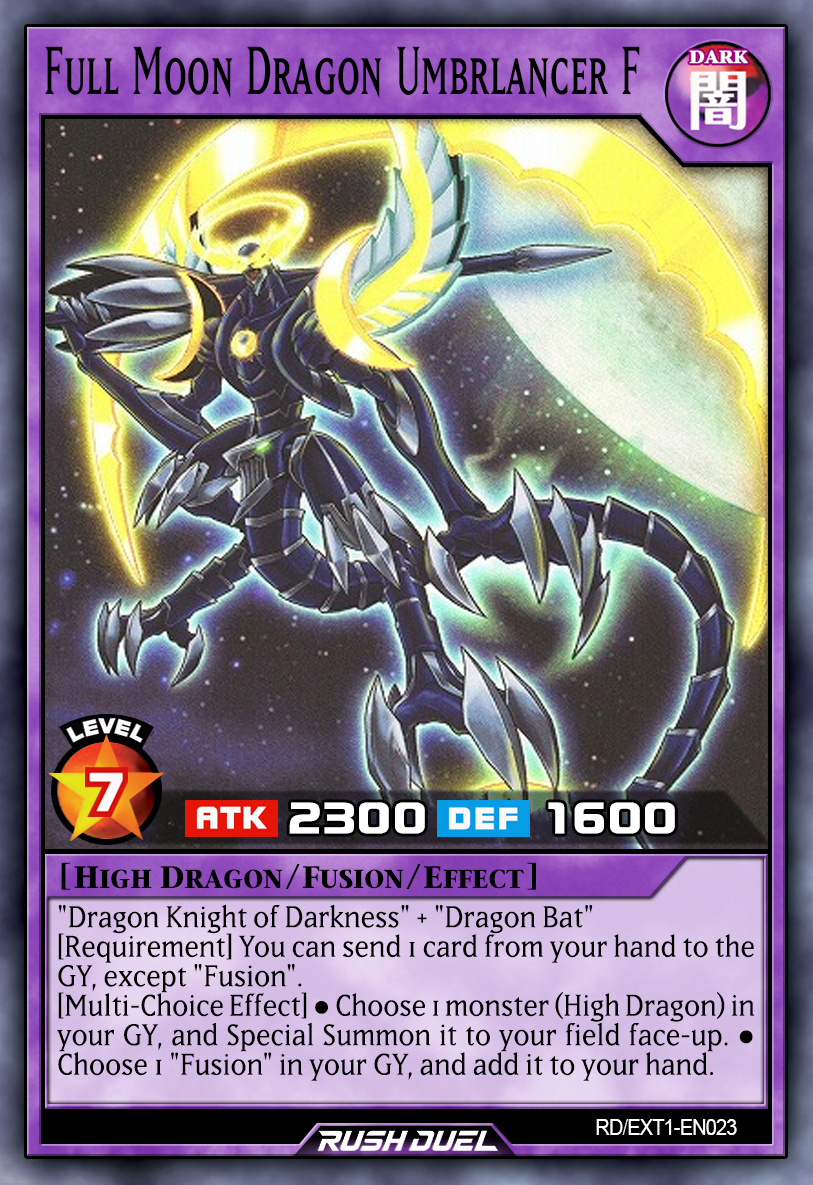 FULL MOON DRAGON UMBRLANCER F
DARK
闇
LEVEL
7
ATK 2300 DEF 1600
[HIGH DRAGON/FUSION/EFFECT]
"Dragon Knight of Darkness" + "Dragon Bat"
[Requirement] You can send 1 card from your hand to the
GY, except "Fusion".
[Multi-Choice Effect] ● Choose 1 monster (High Dragon) in
your GY, and Special Summon it to your field face-up. ●
Choose 1 "Fusion" in your GY, and add it to your hand.
RD/EXT1-EN023
RUSH DUEL